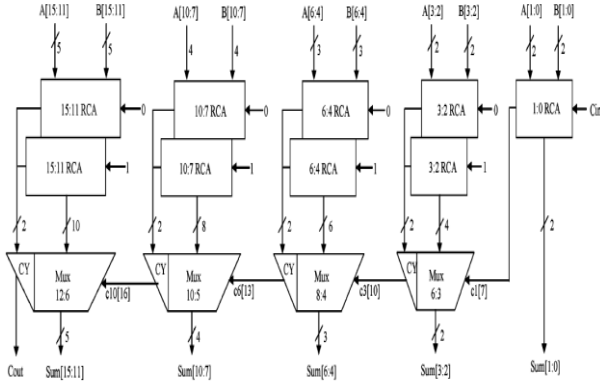 A[15:11] B[15:11] A[10:7] B[10:7] A[6:4] B[6:4] A[3:2] B[3:2] A[1:0] B[1:0]
5 5 4 4 3 3 2 2 2 2
15:11 RCA 0 10:7 RCA 0 6:4 RCA 0 3:2 RCA 0 1:0 RCA Cin
15:11 RCA 1 10:7 RCA 1 6:4 RCA 1 3:2 RCA 1
2 10 2 8 2 6 2 4 2
CY Mux CY Mux CY Mux CY Mux
12:6 10:5 8:4 6:3
c10[16] c6[13] c3[10] c1[7]
5 4 3 2
Cout Sum[15:11] Sum[10:7] Sum[6:4] Sum[3:2] Sum[1:0]